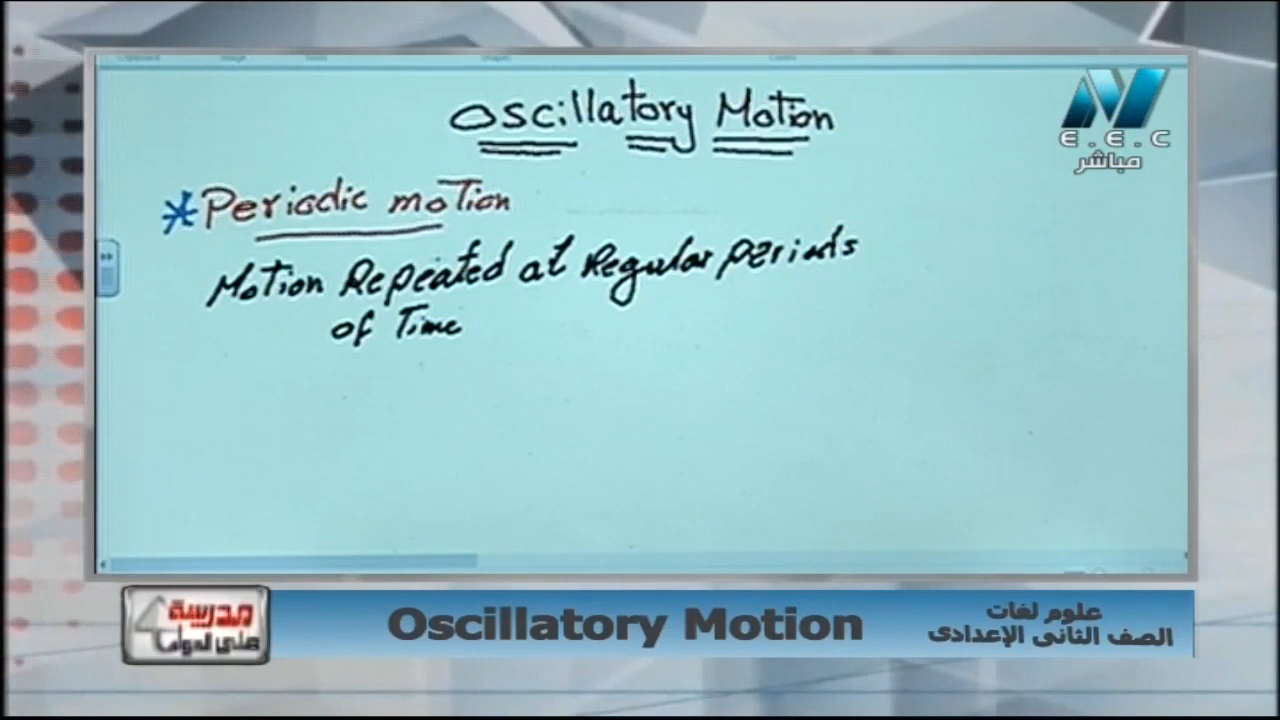 Oscillatory Motion
E.E.C
مباشر
* Periodic motion
Motion Repeated at Regular periods
of Time
مدرسة
على الهواء
Oscillatory Motion
علوم لغات
الصف الثانى الإعدادى